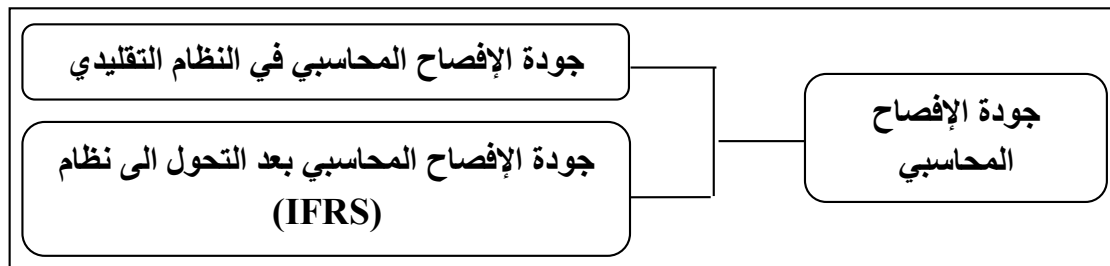 جودة الإفصاح
المحاسبي
جودة الإفصاح المحاسبي في النظام التقليدي
جودة الإفصاح المحاسبي بعد التحول الى نظام
(IFRS)